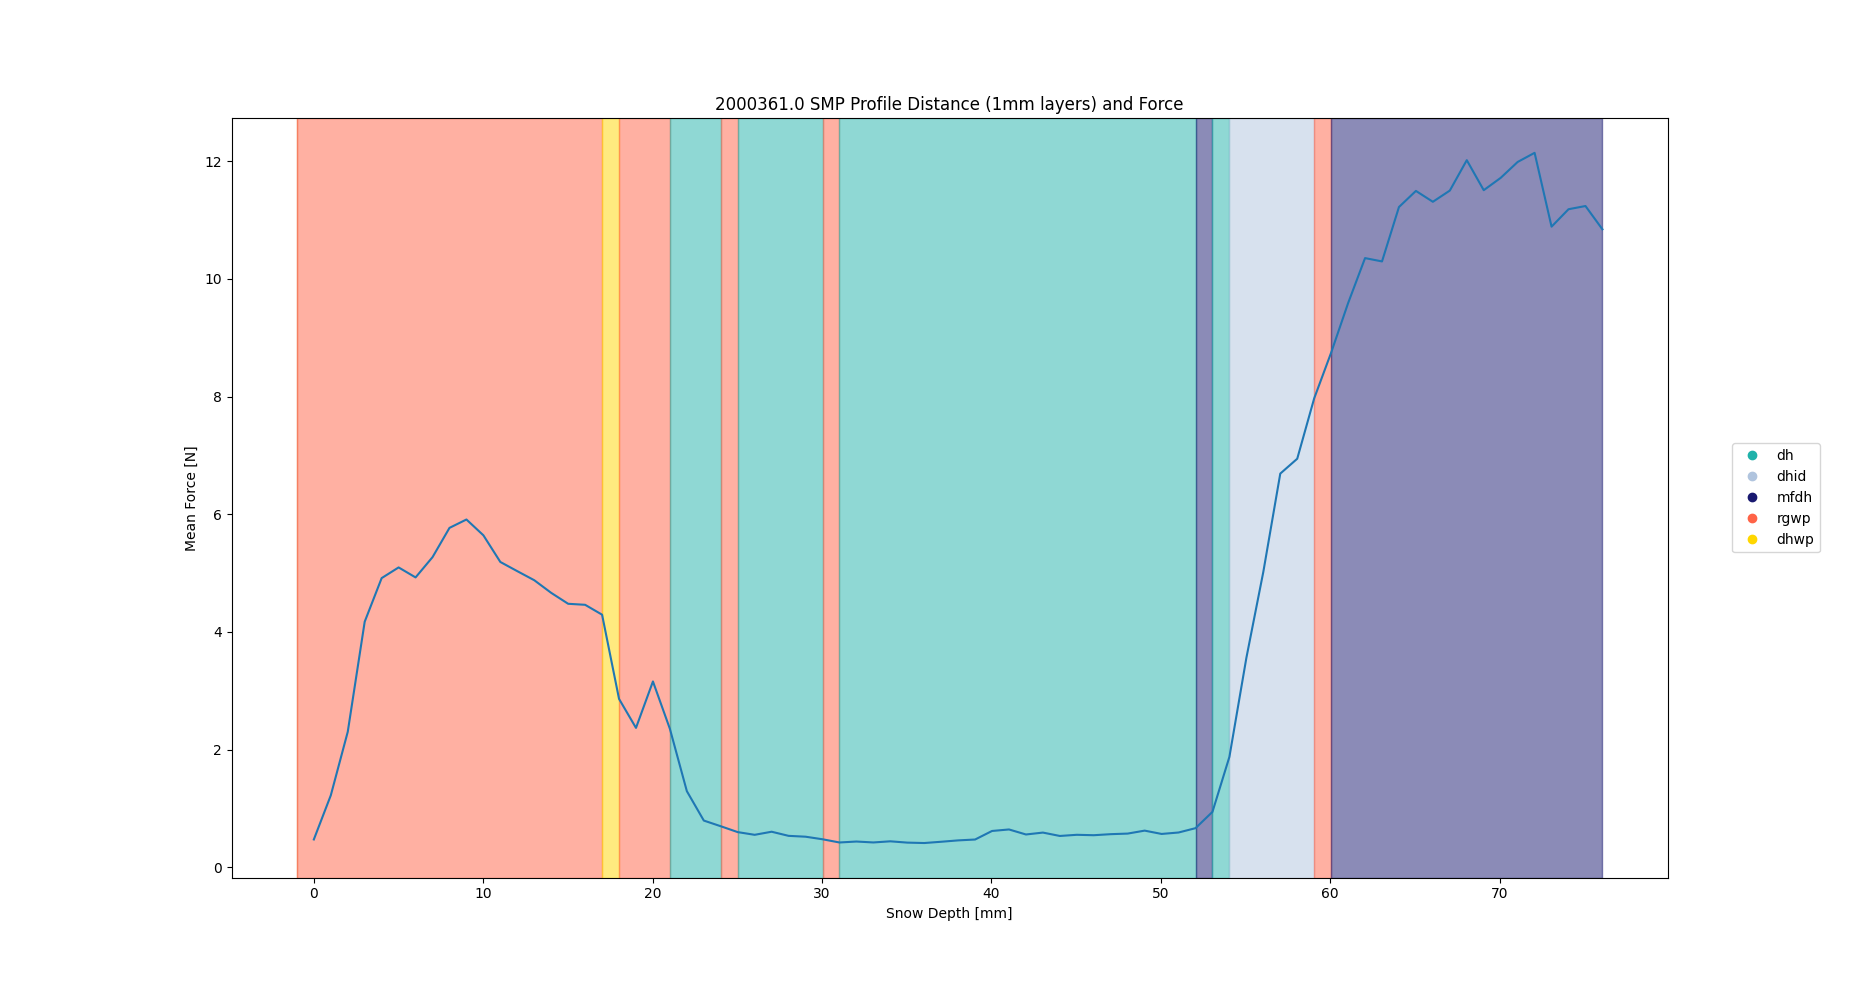 2000361.0 SMP Profile Distance (1mm layers) and Force
Mean Force [N]
12
10
8
6
4
2
0
0 10 20 30 40 50 60 70
Snow Depth [mm]
dh
dhid
mfdh
rgwp
dhwp